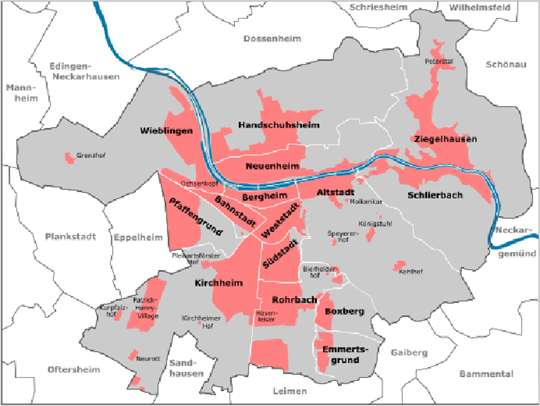 Schriesheim
Wilhelmsfeld
Dossenheim
Edingen-
Neckarhausen
Peterstal
Schönau
Mann-
heim
Handschuhsheim
Wieblingen
Ziegelhausen
Grenzhof
Neuenheim
Ochsenkopf
Bergheim
Altstadt
Schlierbach
Pfaffengrund
Bahnstadt
Weststadt
Molkenkur
Königstuhl
Speyerer-
hof
Neckar-
gemünd
Plankstadt
Eppelheim
Pleikartsförster
Hof
Südstadt
Bierhelder-
hof
Kohlhof
Kirchheim
Patrick-
Henry-
Village
Kurpfalz-
hof
Rohrbach
Hasen-
leiser
Boxberg
Kirchheimer
Hof
Emmerts-
grund
Neurott
Sand-
hausen
Gaiberg
Oftersheim
Leimen
Bammental